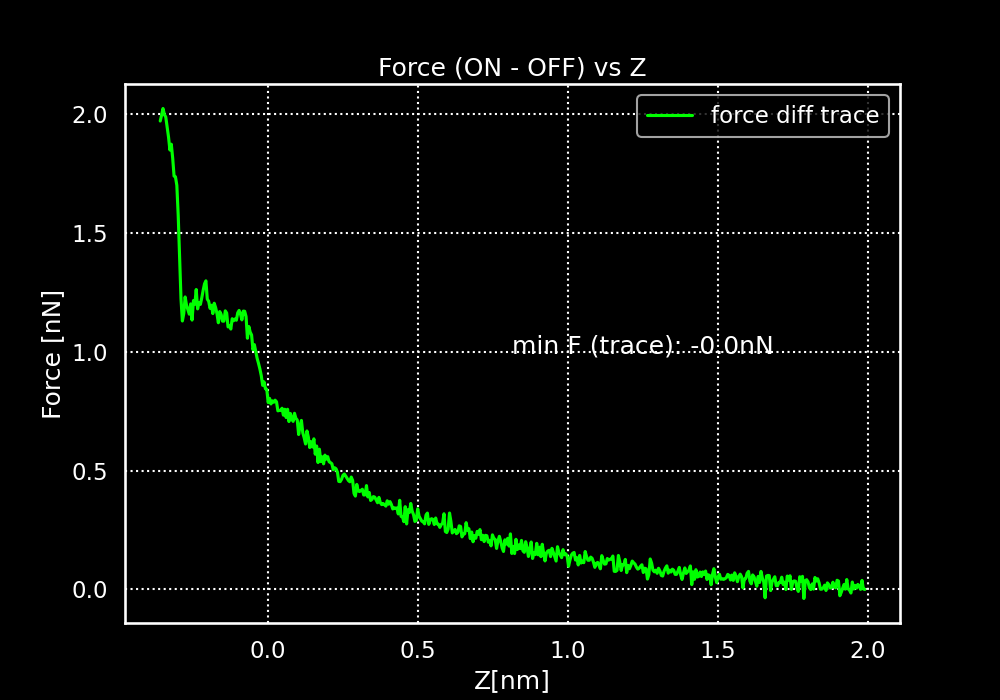 Force (ON - OFF) vs Z
force diff trace
2.0
1.5
1.0
0.5
0.0
Force [nN]
min F (trace): -0.0nN
0.0 0.5 1.0 1.5 2.0
Z[nm]